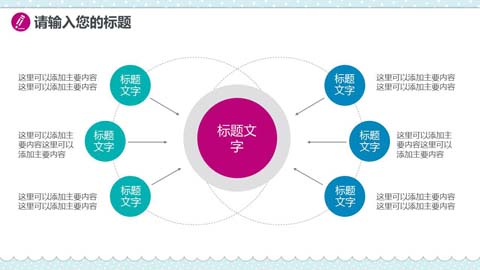 请输入您的标题
这里可以添加主要内容
这里可以添加主要内容
标题
文字
标题
文字
这里可以添加主要内容
这里可以添加主要内容
这里可以添加主
要内容这里可以
添加主要内容
标题
文字
标题文
字
标题
文字
这里可以添加主
要内容这里可以
添加主要内容
这里可以添加主要内容
这里可以添加主要内容
标题
文字
标题
文字
这里可以添加主要内容
这里可以添加主要内容